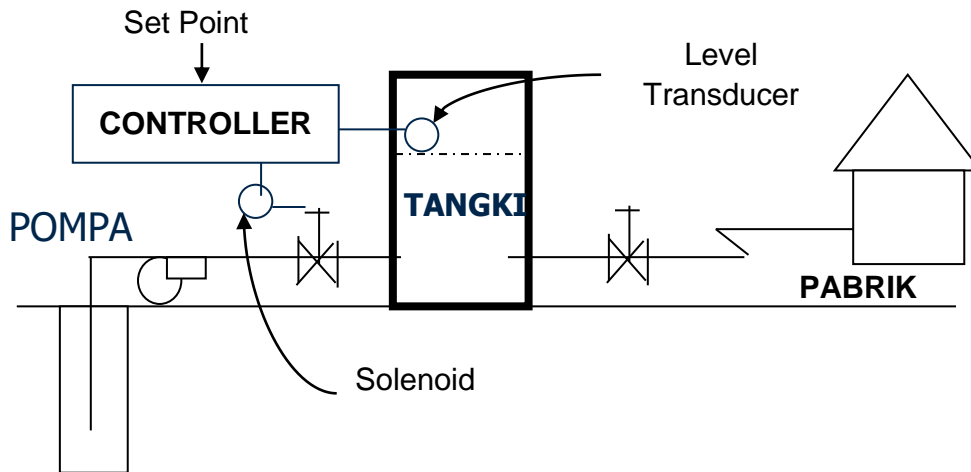 Set Point
Level
Transducer
CONTROLLER
TANGKI
POMPA
PABRIK
Solenoid